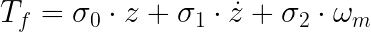 T_f = σ_0 · z + σ_1 · ż + σ_2 · ω_m